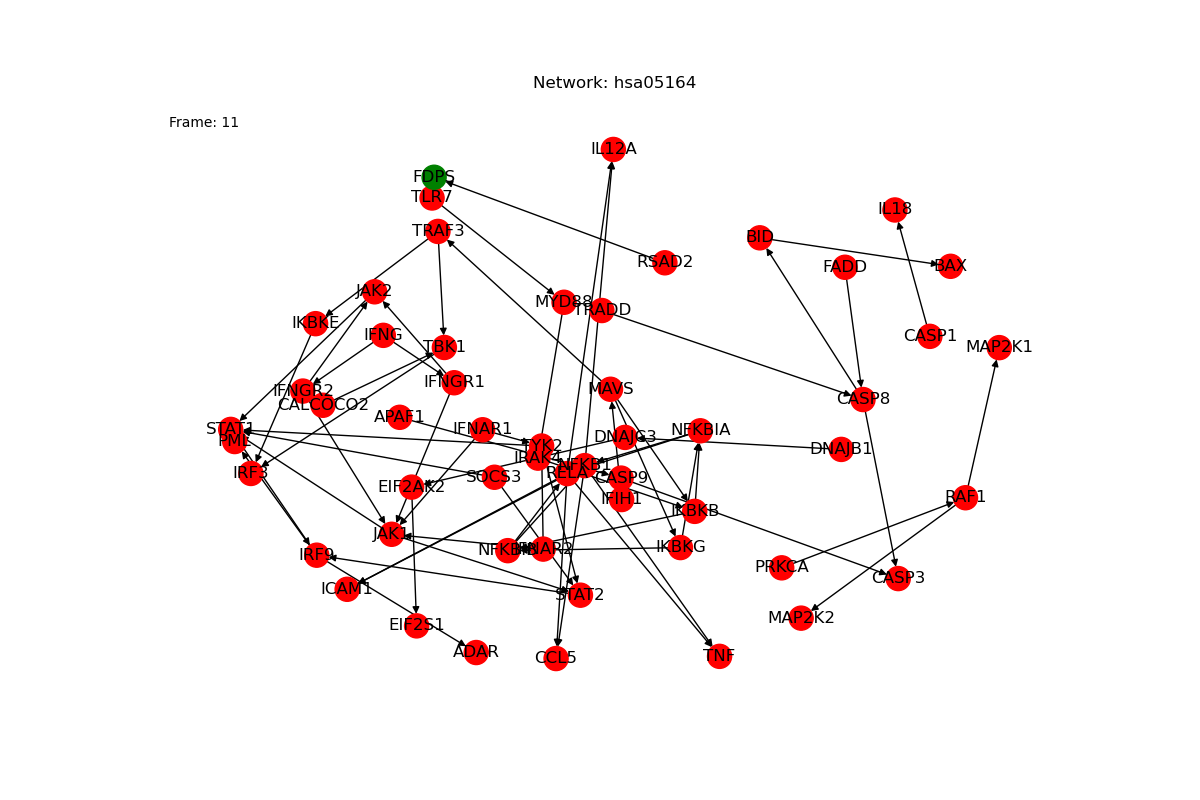 Network: hsa05164
Frame: 11
IL12A
FDPS
TLR7
IL18
TRAF3
BID
RSAD2
FADD
BAX
JAK2
MYD88
TRADD
IKBKE
IFNG
CASP1
TBK1
MAP2K1
IFNGR1
IFNGR2
MAVS
CALCOCO2
CASP8
APAF1
STAT1
IFNAR1
NFKBIA
DNAJC3
PML
TYK2
DNAJB1
IRAK4
NFKB1
IRF3
RELA
SOCS3
CASP9
EIF2AK2
RAF1
IFIH1
IKBKB
JAK1
NFKBIB
IFNAR2
IKBKG
IRF9
PRKCA
CASP3
ICAM1
STAT2
MAP2K2
EIF2S1
ADAR
TNF
CCL5